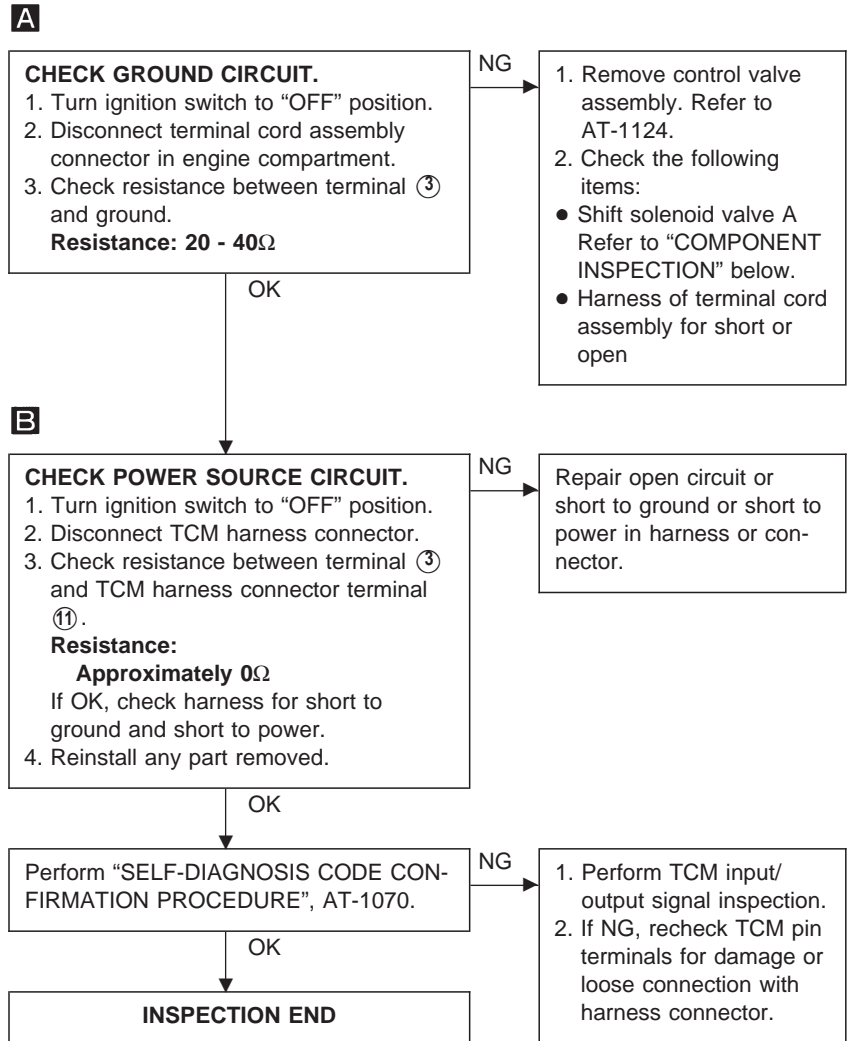 A
CHECK GROUND CIRCUIT.
1. Turn ignition switch to “OFF” position.
2. Disconnect terminal cord assembly
connector in engine compartment.
3. Check resistance between terminal ③
and ground.
Resistance: 20 - 40Ω
NG
1. Remove control valve
assembly. Refer to
AT-1124.
2. Check the following
items:
● Shift solenoid valve A
Refer to “COMPONENT
INSPECTION” below.
● Harness of terminal cord
assembly for short or
open
OK
B
CHECK POWER SOURCE CIRCUIT.
1. Turn ignition switch to “OFF” position.
2. Disconnect TCM harness connector.
3. Check resistance between terminal ③
and TCM harness connector terminal
⑪.
Resistance:
Approximately 0Ω
If OK, check harness for short to
ground and short to power.
4. Reinstall any part removed.
NG
Repair open circuit or
short to ground or short to
power in harness or con-
nector.
OK
Perform “SELF-DIAGNOSIS CODE CON-
FIRMATION PROCEDURE”, AT-1070.
NG
1. Perform TCM input/
output signal inspection.
2. If NG, recheck TCM pin
terminals for damage or
loose connection with
harness connector.
OK
INSPECTION END